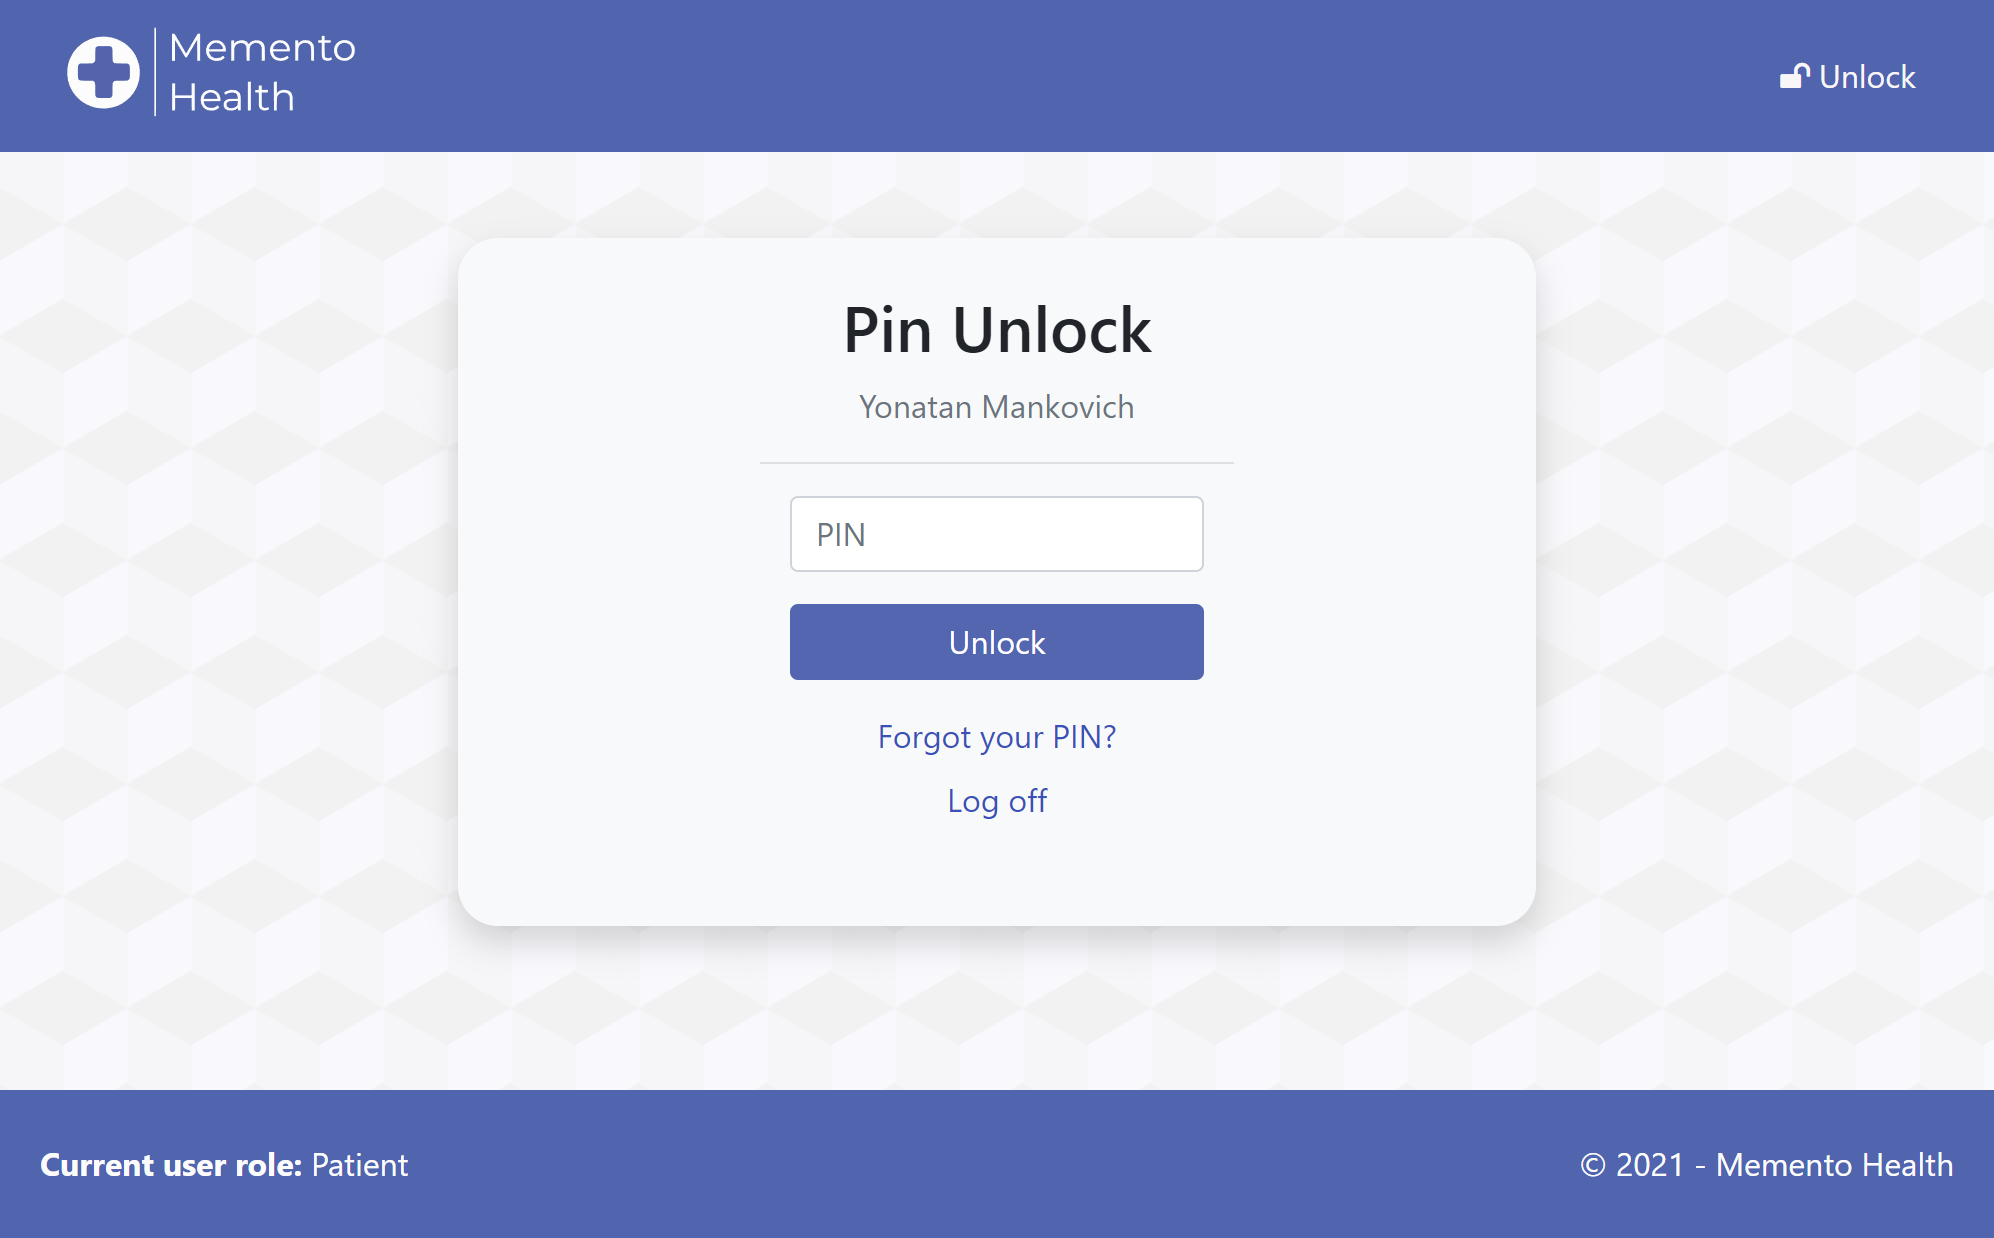 Memento
Health
Unlock
Pin Unlock
Yonatan Mankovich
PIN
Unlock
Forgot your PIN?
Log off
Current user role: Patient
© 2021 - Memento Health